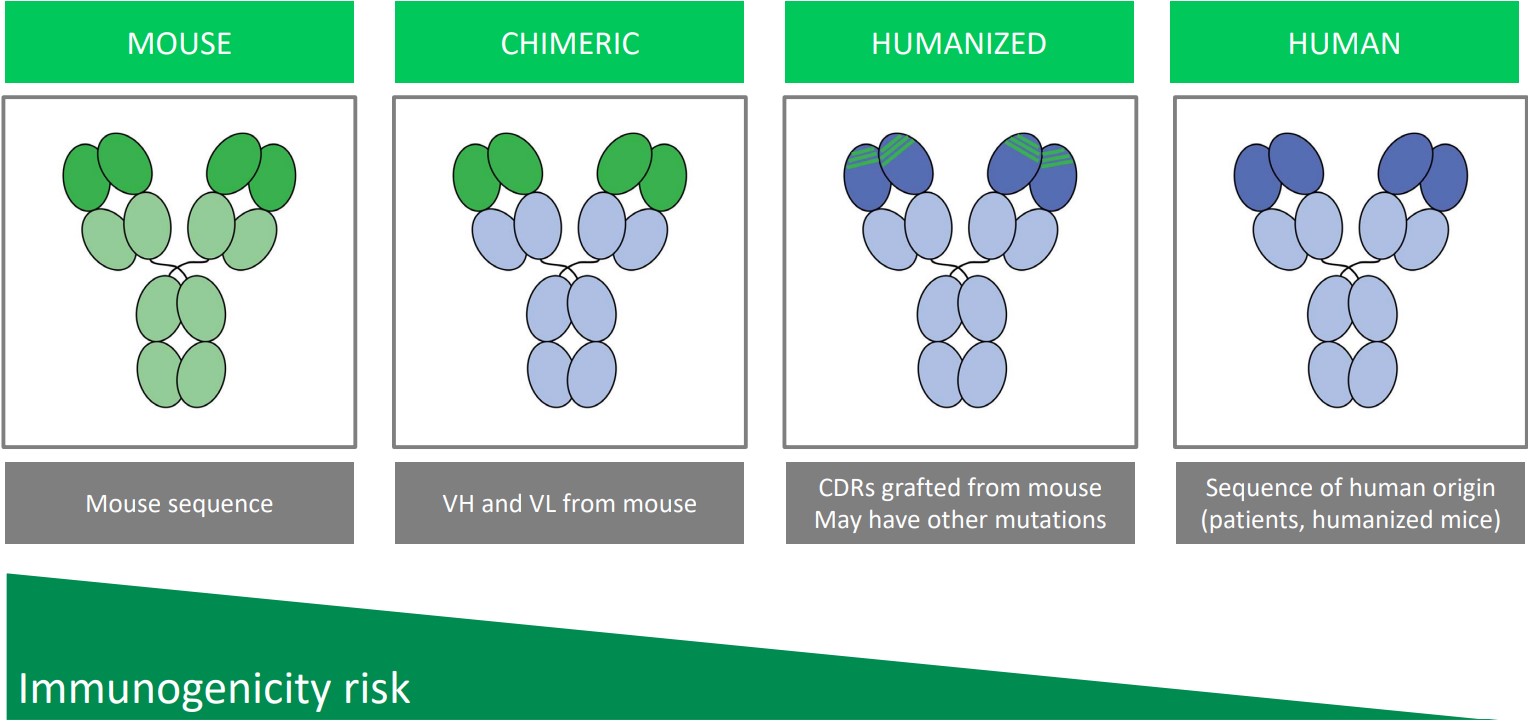 MOUSE
CHIMERIC
HUMANIZED
HUMAN
Mouse sequence
VH and VL from mouse
CDRs grafted from mouse
May have other mutations
Sequence of human origin
(patients, humanized mice)
Immunogenicity risk